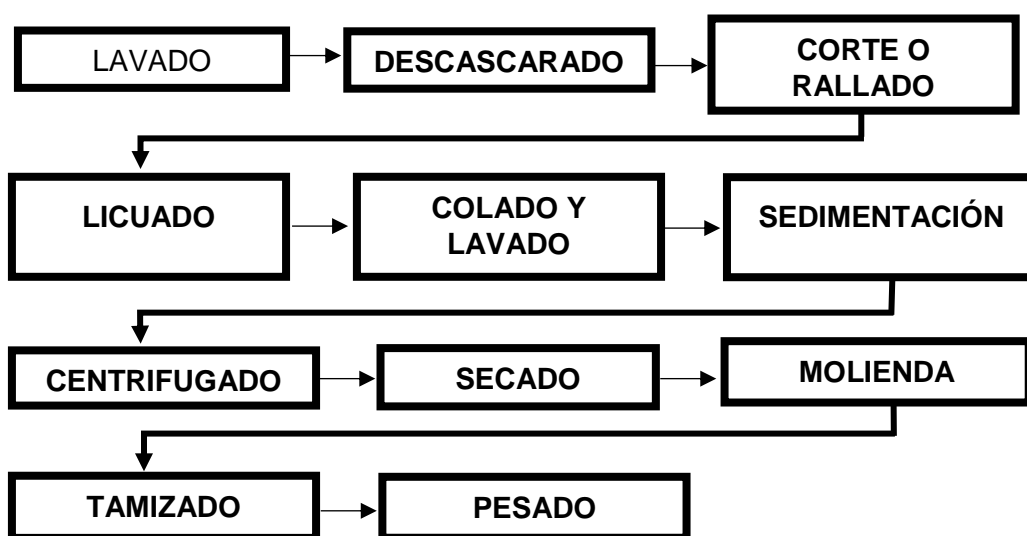 LAVADO
DESCASCARADO
CORTE O
RALLADO
LICUADO
COLADO Y
LAVADO
SEDIMENTACIÓN
CENTRIFUGADO
SECADO
MOLIENDA
TAMIZADO
PESADO